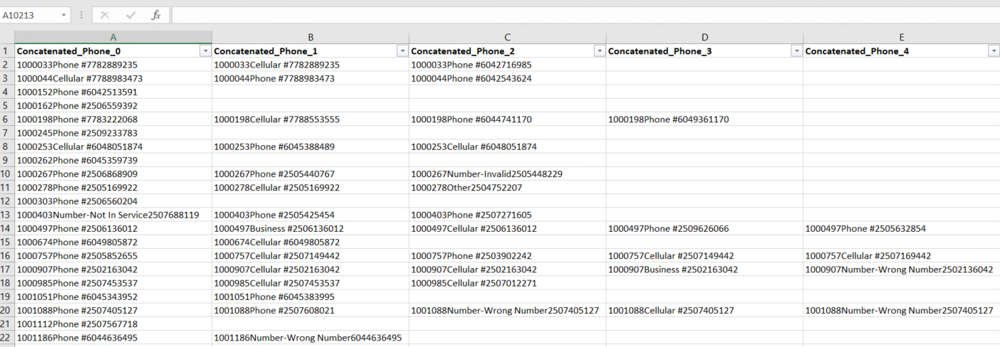 A10213 fx
A B C D E
1 Concatenated_Phone_0 Concatenated_Phone_1 Concatenated_Phone_2 Concatenated_Phone_3 Concatenated_Phone_4
2 1000033Phone #7782889235 1000033Cellular #7782889235 1000033Phone #6042716985
3 1000044Cellular #7788983473 1000044Phone #7788983473 1000044Phone #6042543624
4 1000152Phone #6042513591
5 1000162Phone #2506559392
6 1000198Phone #7783222068 1000198Cellular #7788553555 1000198Phone #6044741170 1000198Phone #6049361170
7 1000245Phone #2509233783
8 1000253Cellular #6048051874 1000253Phone #6045388489 1000253Cellular #6048051874
9 1000262Phone #6045359739
10 1000267Phone #2506868909 1000267Phone #2505440767 1000267Number-Invalid2505448229
11 1000278Phone #2505169922 1000278Cellular #2505169922 1000278Other2504752207
12 1000303Phone #2506560204
13 1000403Number-Not In Service2507688119 1000403Phone #2505425454 1000403Phone #2507271605
14 1000497Phone #2506136012 1000497Business #2506136012 1000497Cellular #2506136012 1000497Phone #2509626066 1000497Phone #2505632854
15 1000674Phone #6049805872 1000674Cellular #6049805872
16 1000757Phone #2505852655 1000757Cellular #2507149442 1000757Phone #2503902242 1000757Cellular #2507149442 1000757Cellular #2507169442
17 1000907Phone #2502163042 1000907Cellular #2502163042 1000907Cellular #2502163042 1000907Business #2502163042 1000907Number-Wrong Number2502136042
18 1000985Phone #2507453537 1000985Cellular #2507453537 1000985Cellular #2507012271
19 1001051Phone #6045343952 1001051Phone #6045383995
20 1001088Phone #2507405127 1001088Phone #2507608021 1001088Number-Wrong Number2507405127 1001088Cellular #2507405127 1001088Number-Wrong Number2507405127
21 1001112Phone #2507567718
22 1001186Phone #6044636495 1001186Number-Wrong Number6044636495